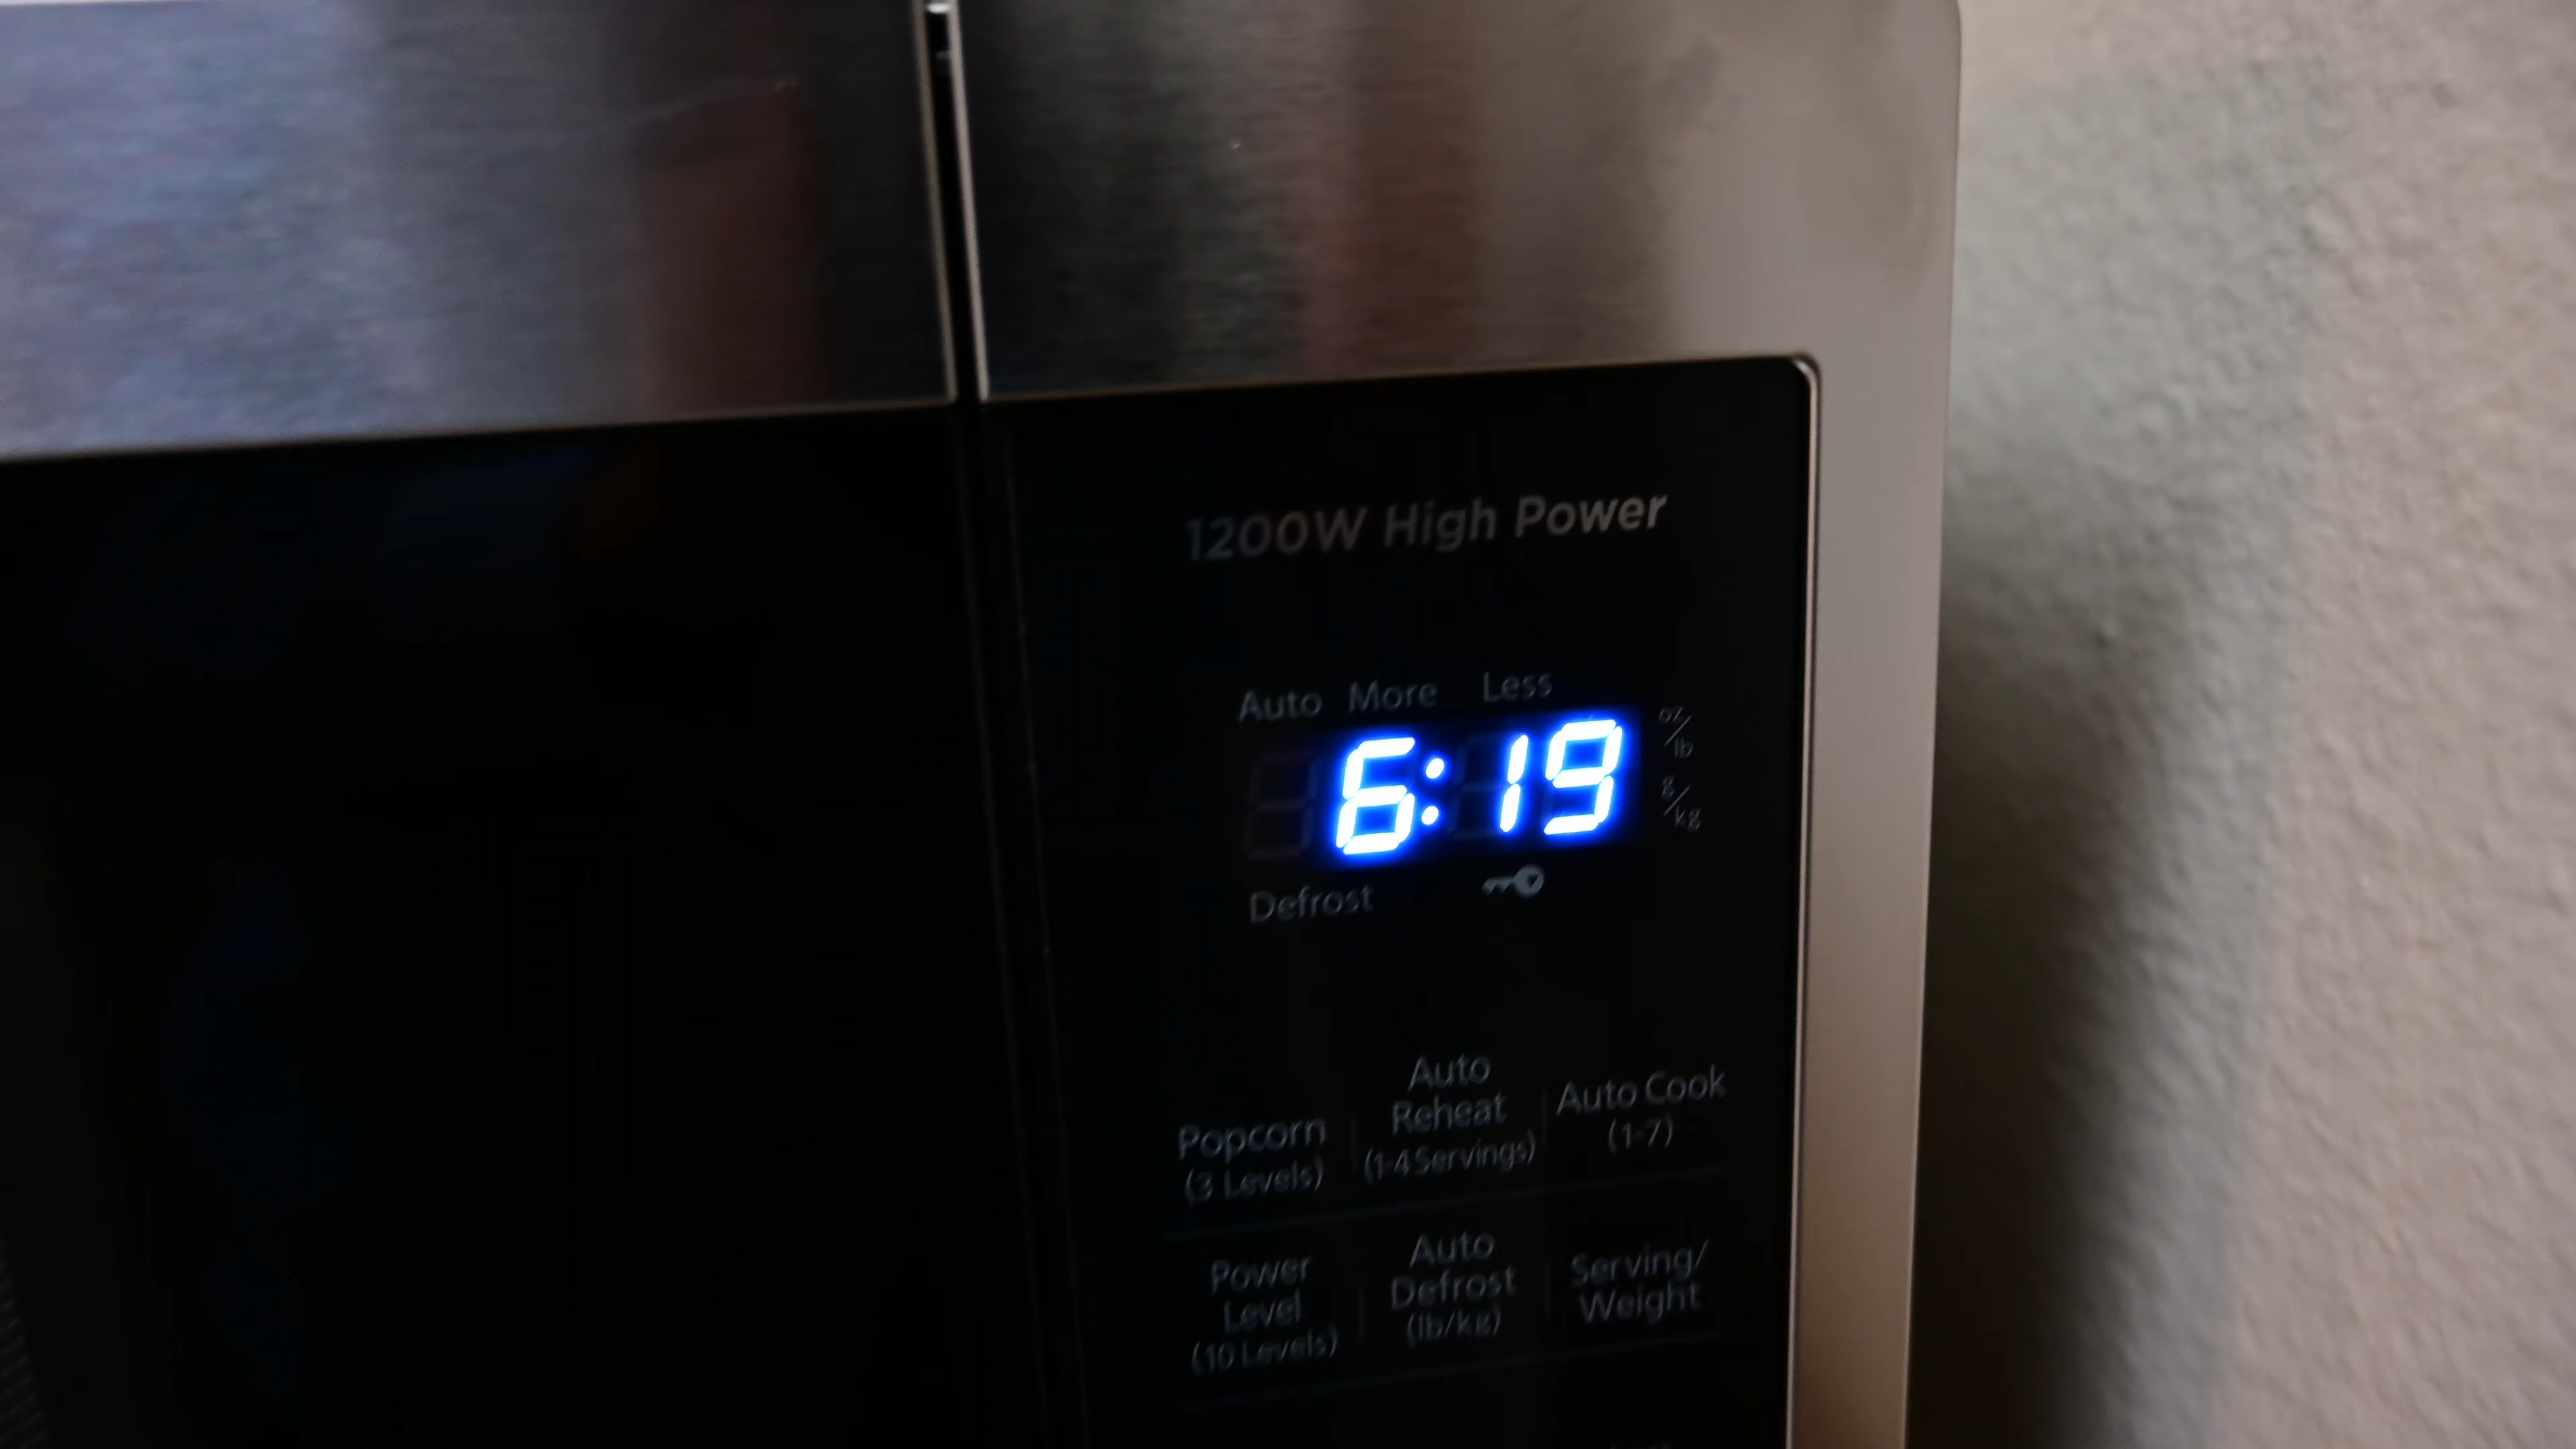 1200W High Power
Auto More Less
6:19
oz/lb
g/kg
Defrost
Popcorn
(3 Levels)
Auto
Reheat
(1-4 Servings)
Auto Cook
(1-7)
Power
Level
(10 Levels)
Auto
Defrost
(lb/kg)
Serving/
Weight